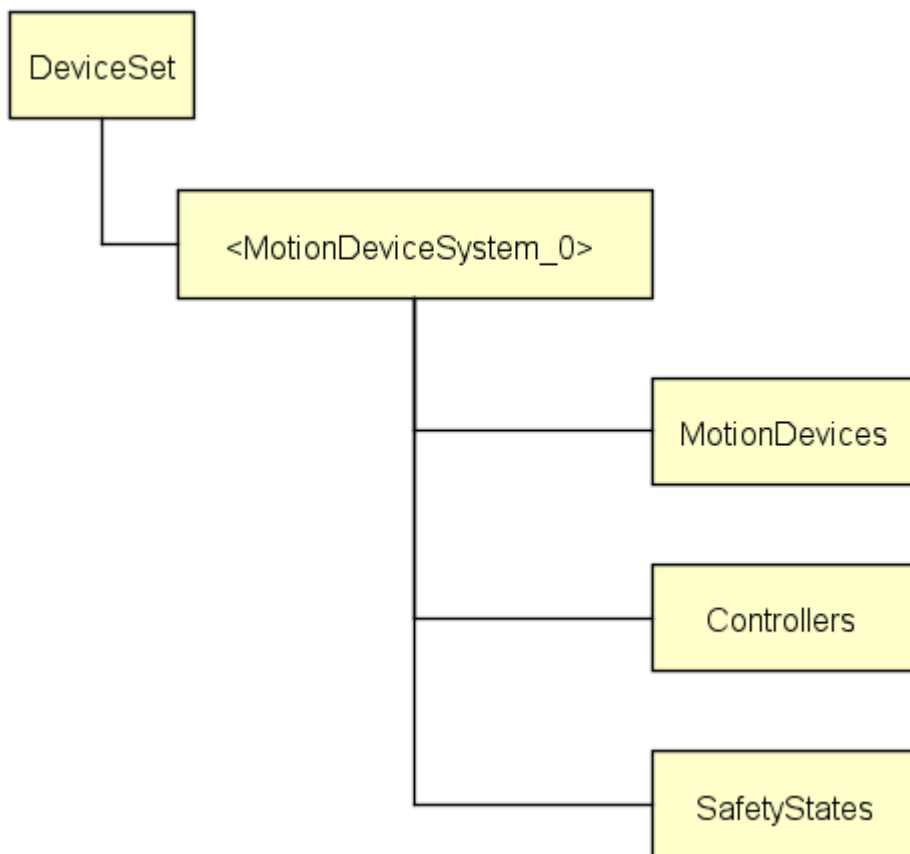 DeviceSet
<MotionDeviceSystem_0>
MotionDevices
Controllers
SafetyStates